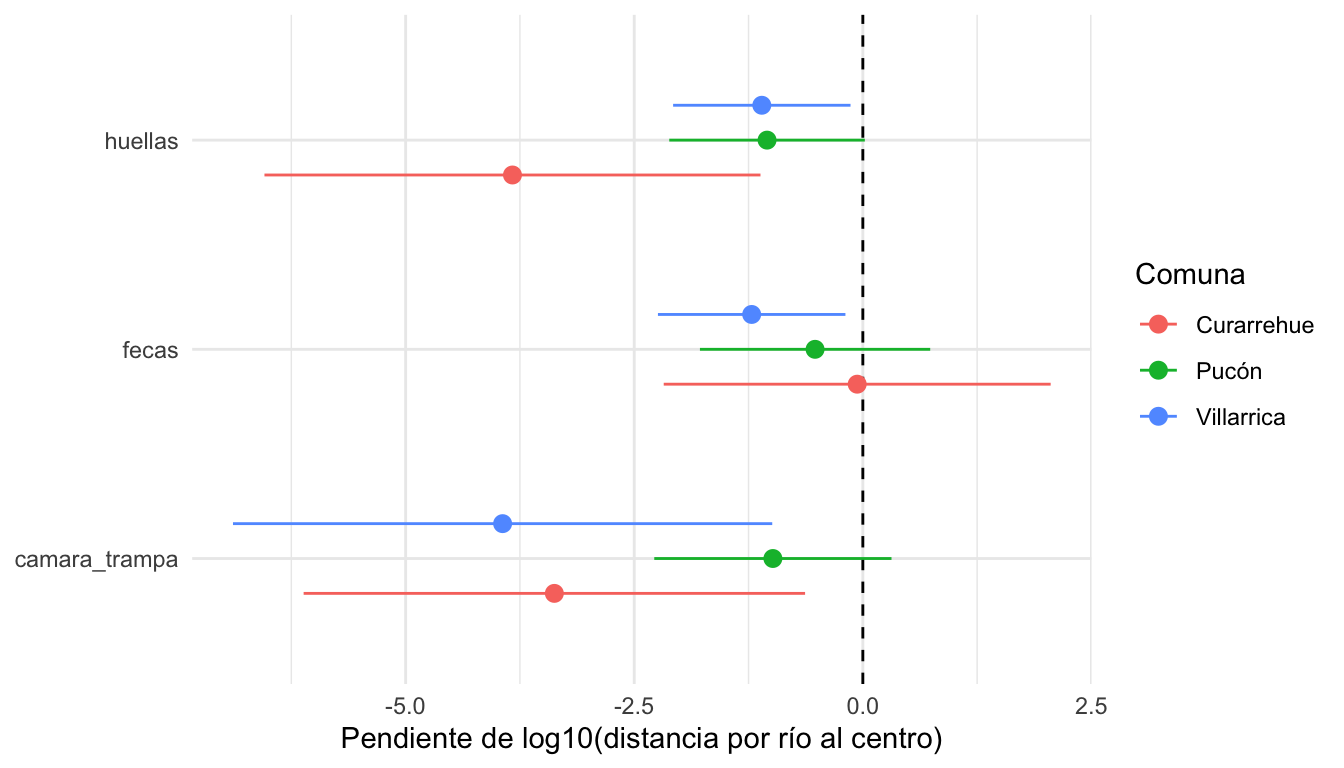 huellas
fecas
camara_trampa
-5.0
-2.5
0.0
2.5
Pendiente de log10(distancia por río al centro)
Comuna
Curarrehue
Pucón
Villarrica